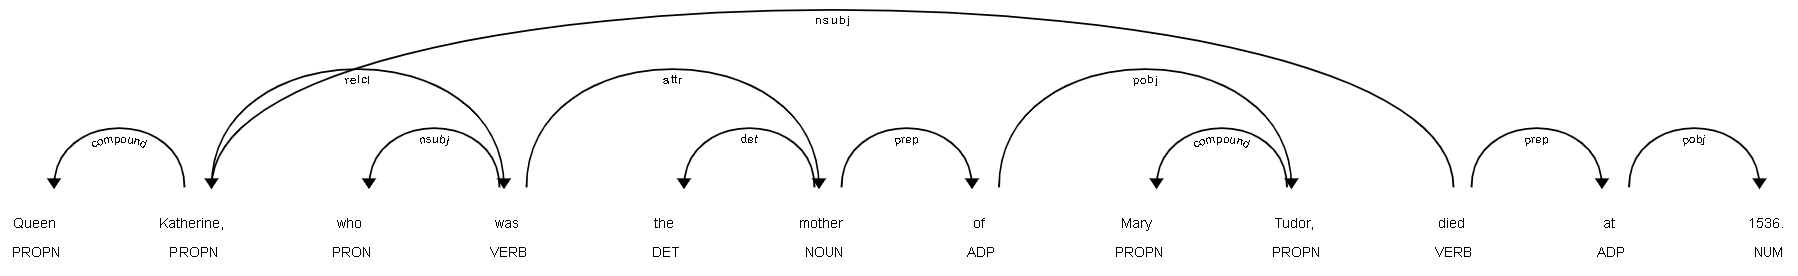 nsubj
relcl attr pobj
compound nsubj det prep compound prep pobj
Queen Katherine, who was the mother of Mary Tudor, died at 1536.
PROPN PROPN PRON VERB DET NOUN ADP PROPN PROPN VERB ADP NUM